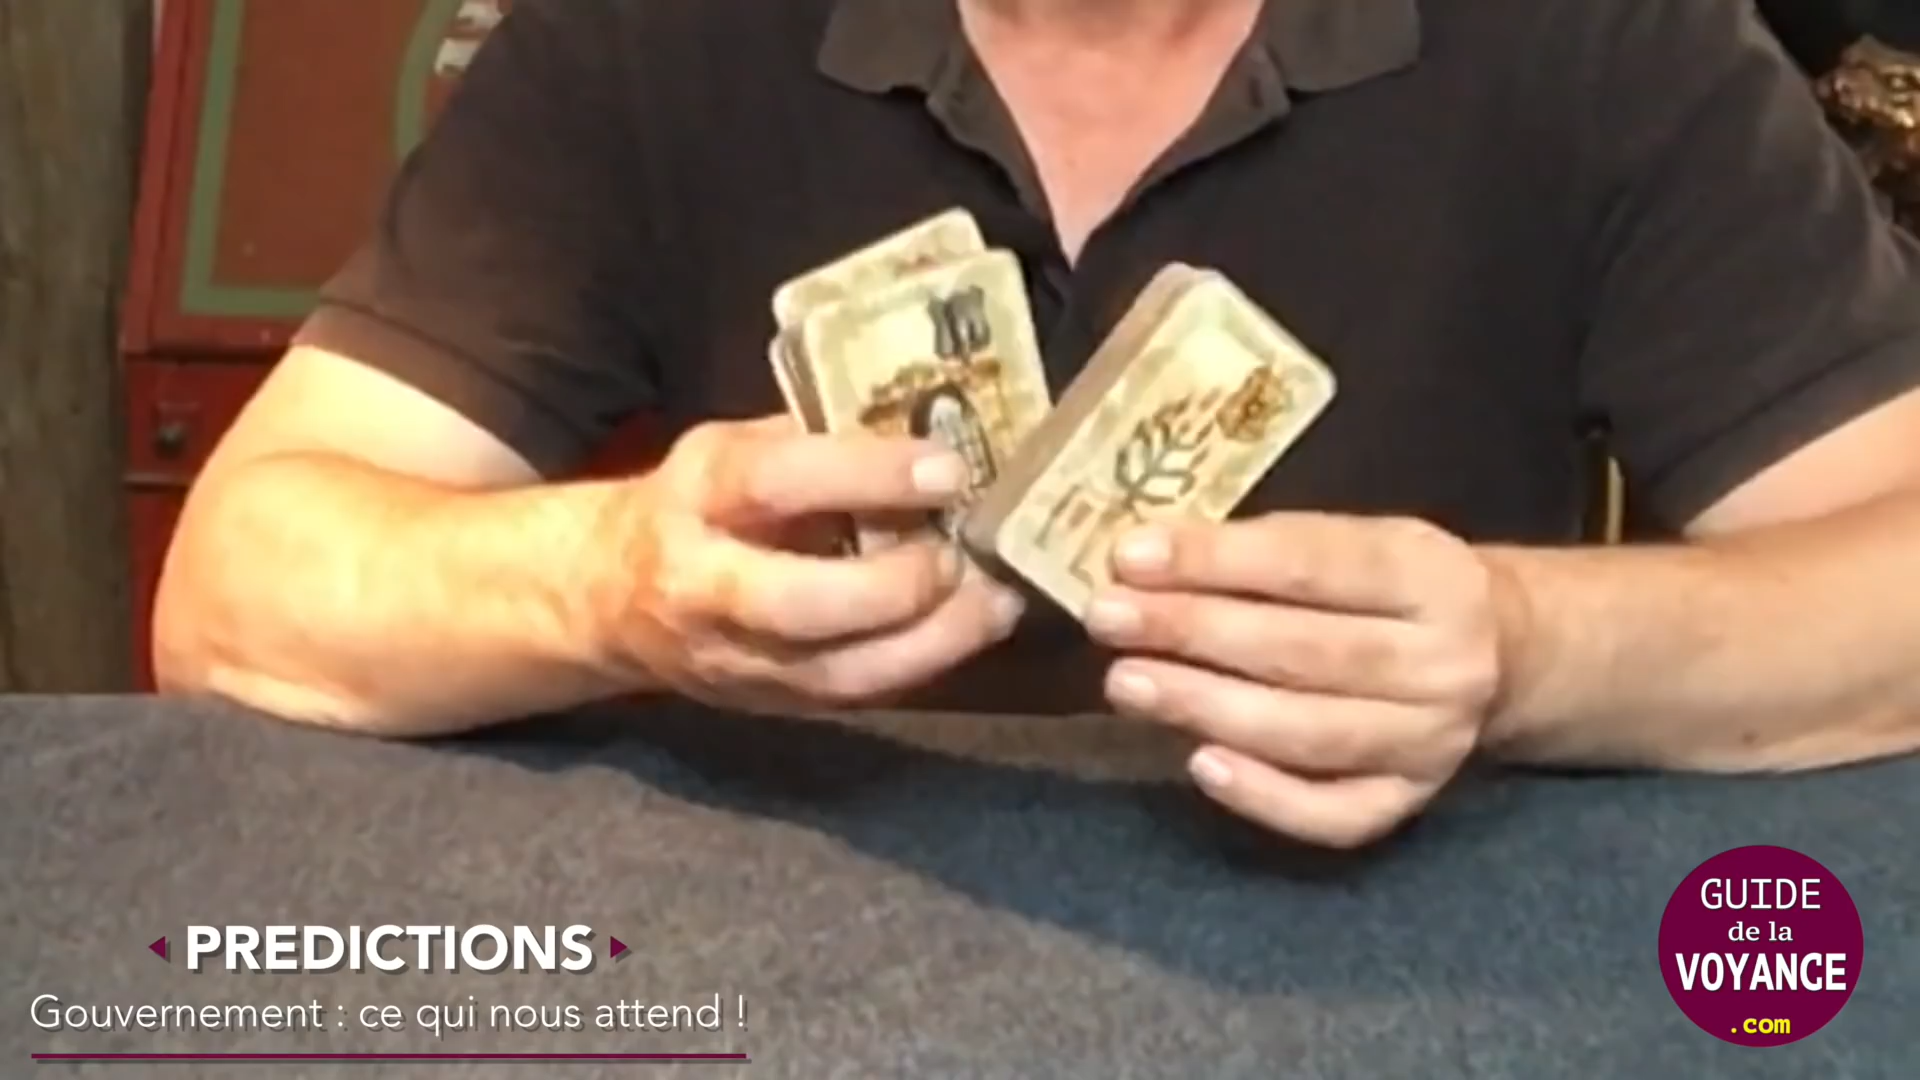 PREDICTIONS
Gouvernement : ce qui nous attend !
GUIDE
de la
VOYANCE
.com